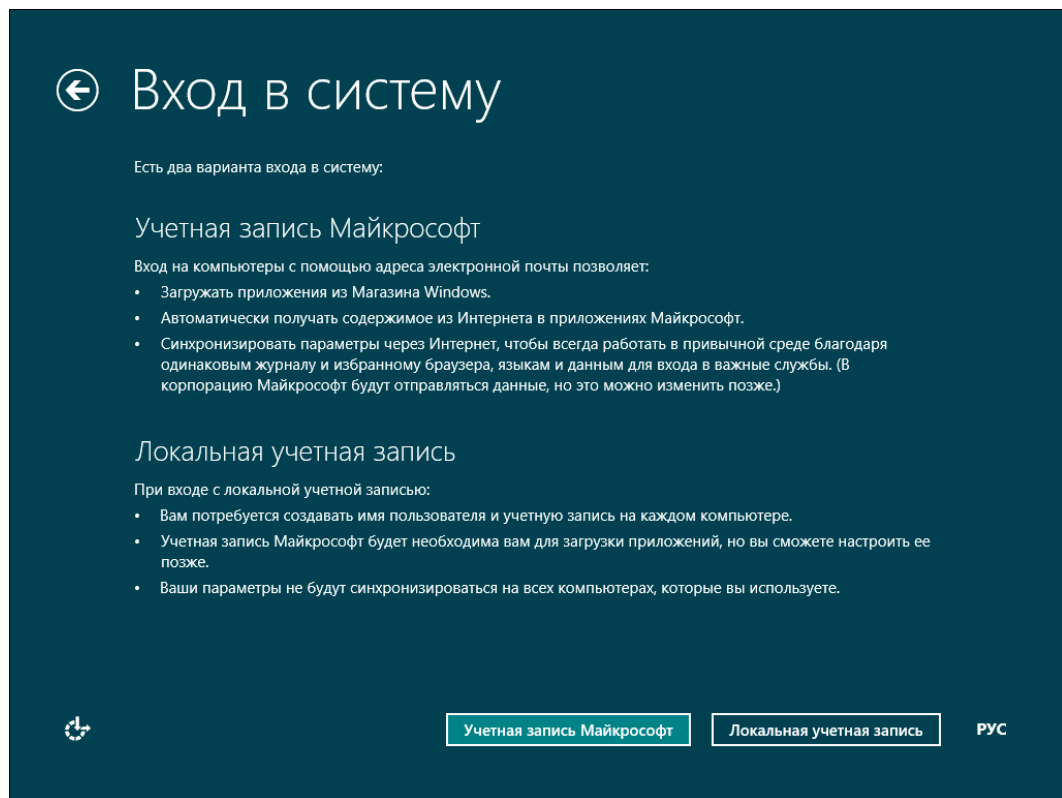 Вход в систему
Есть два варианта входа в систему:
Учетная запись Майкрософт
Вход на компьютеры с помощью адреса электронной почты позволяет:
• Загружать приложения из Магазина Windows.
• Автоматически получать содержимое из Интернета в приложениях Майкрософт.
• Синхронизировать параметры через Интернет, чтобы всегда работать в привычной среде благодаря
одинаковым журналу и избранному браузера, языкам и данным для входа в важные службы. (В
корпорацию Майкрософт будут отправляться данные, но это можно изменить позже.)
Локальная учетная запись
При входе с локальной учетной записью:
• Вам потребуется создавать имя пользователя и учетную запись на каждом компьютере.
• Учетная запись Майкрософт будет необходима вам для загрузки приложений, но вы сможете настроить ее
позже.
• Ваши параметры не будут синхронизироваться на всех компьютерах, которые вы используете.
Учетная запись Майкрософт
Локальная учетная запись
РУС